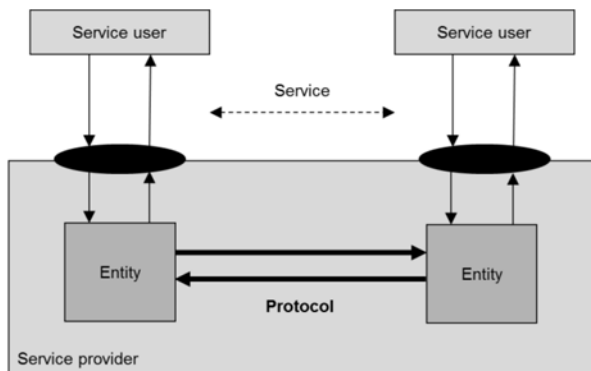 Service user
Service user
Service
Entity
Entity
Protocol
Service provider